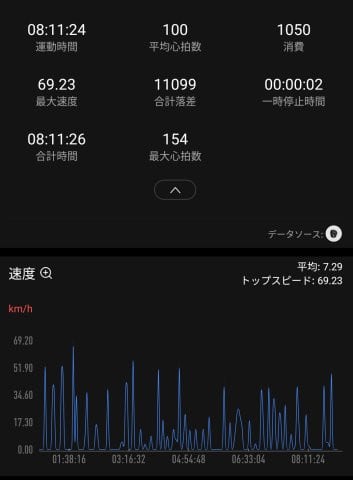 08:11:24 100 1050
運動時間 平均心拍数 消費
69.23 11099 00:00:02
最大速度 合計落差 一時停止時間
08:11:26 154
合計時間 最大心拍数
データソース:
速度 平均: 7.29
トップスピード: 69.23
km/h
69.20
51.90
34.60
17.30
0.00
01:38:16 03:16:32 04:54:48 06:33:04 08:11:24